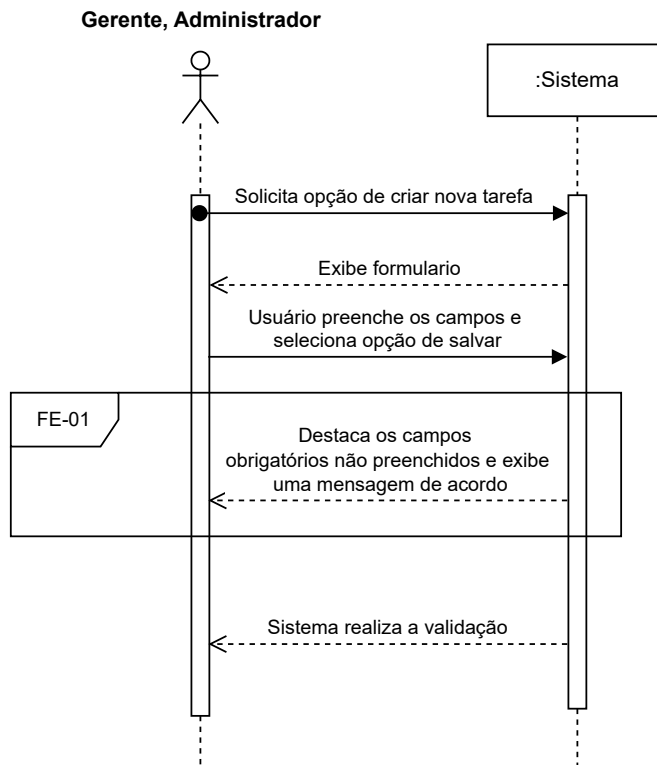 Gerente, Administrador
:Sistema
Solicita opção de criar nova tarefa
Exibe formulario
Usuário preenche os campos e
seleciona opção de salvar
FE-01
Destaca os campos
obrigatórios não preenchidos e exibe
uma mensagem de acordo
Sistema realiza a validação